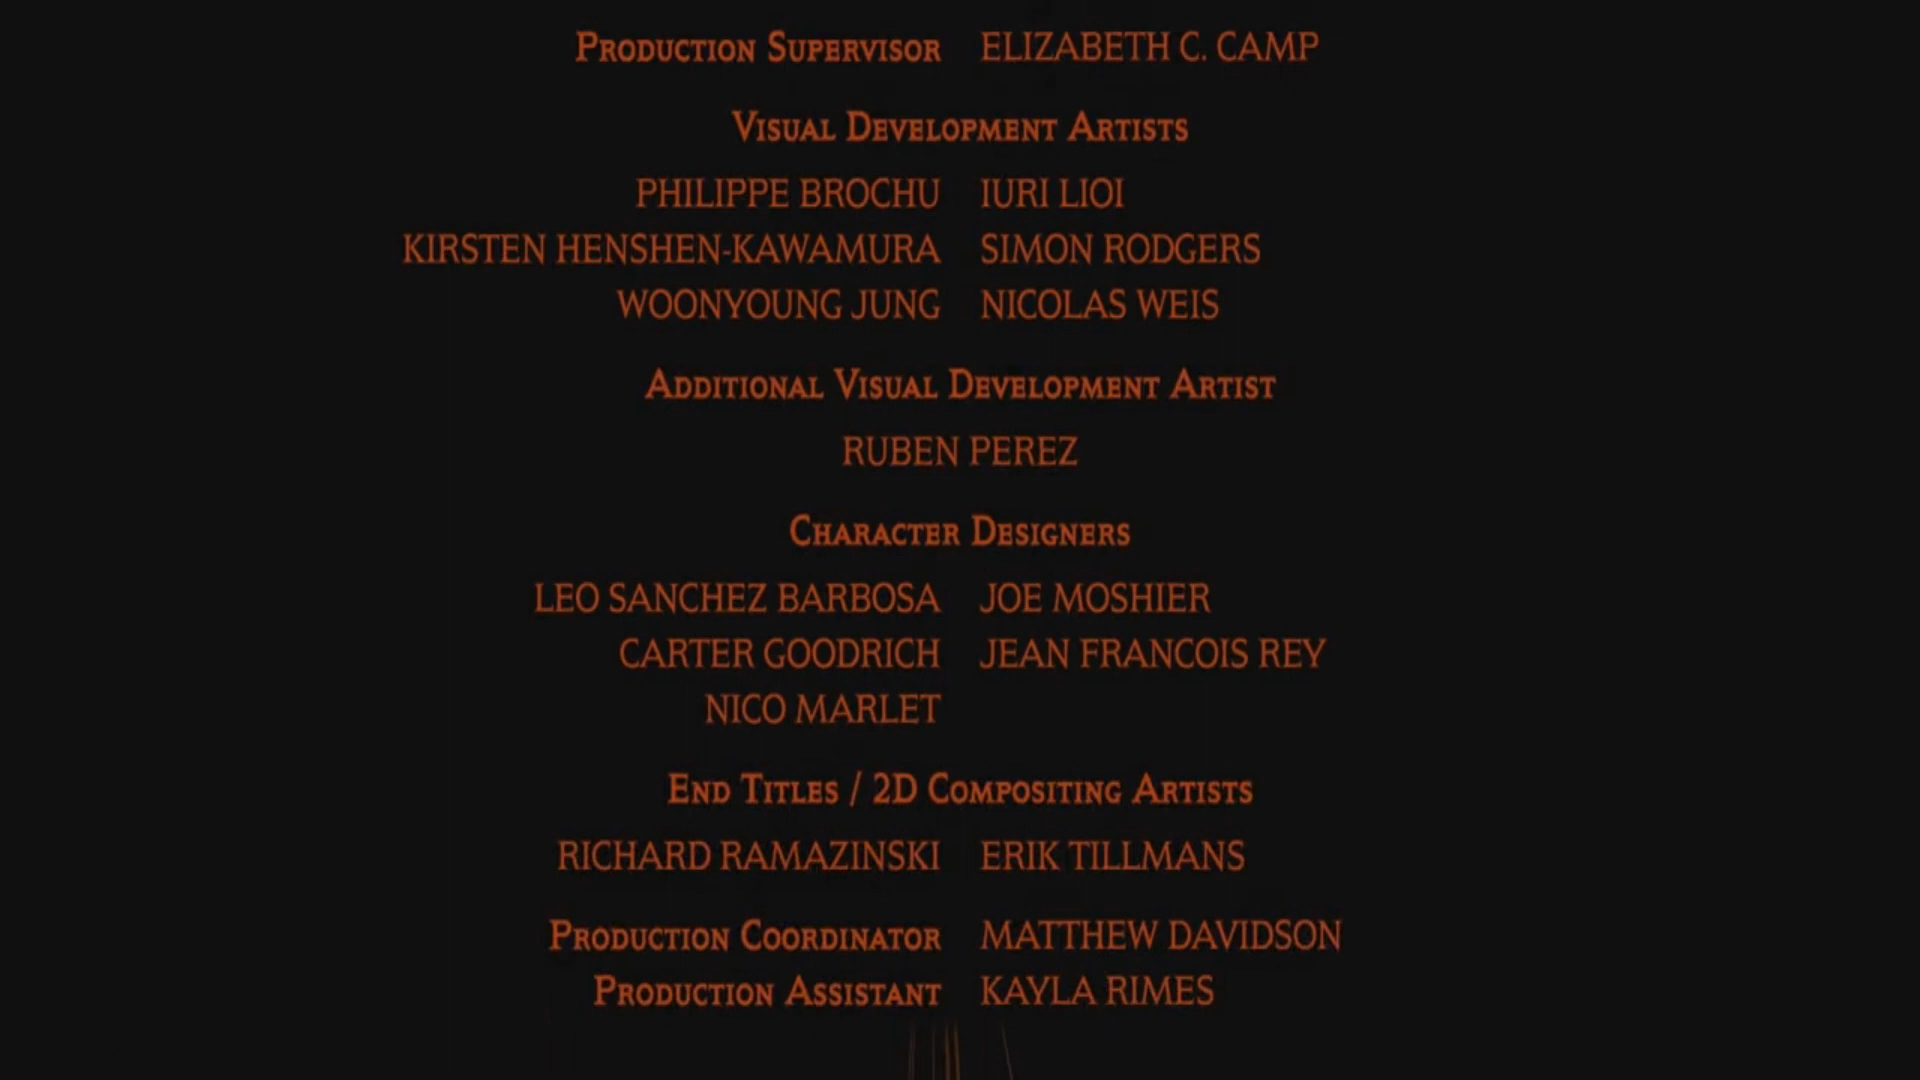 Production Supervisor ELIZABETH C. CAMP
Visual Development Artists
PHILIPPE BROCHU IURI LIOI
KIRSTEN HENSHEN-KAWAMURA SIMON RODGERS
WOONYOUNG JUNG NICOLAS WEIS
Additional Visual Development Artist
RUBEN PEREZ
Character Designers
LEO SANCHEZ BARBOSA JOE MOSHIER
CARTER GOODRICH JEAN FRANCOIS REY
NICO MARLET
End Titles / 2D Compositing Artists
RICHARD RAMAZINSKI ERIK TILLMANS
Production Coordinator MATTHEW DAVIDSON
Production Assistant KAYLA RIMES